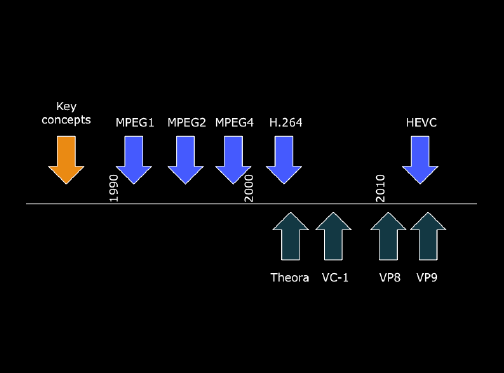 Key
concepts
MPEG1
MPEG2
MPEG4
H.264
HEVC
1990
2000
2010
Theora
VC-1
VP8
VP9